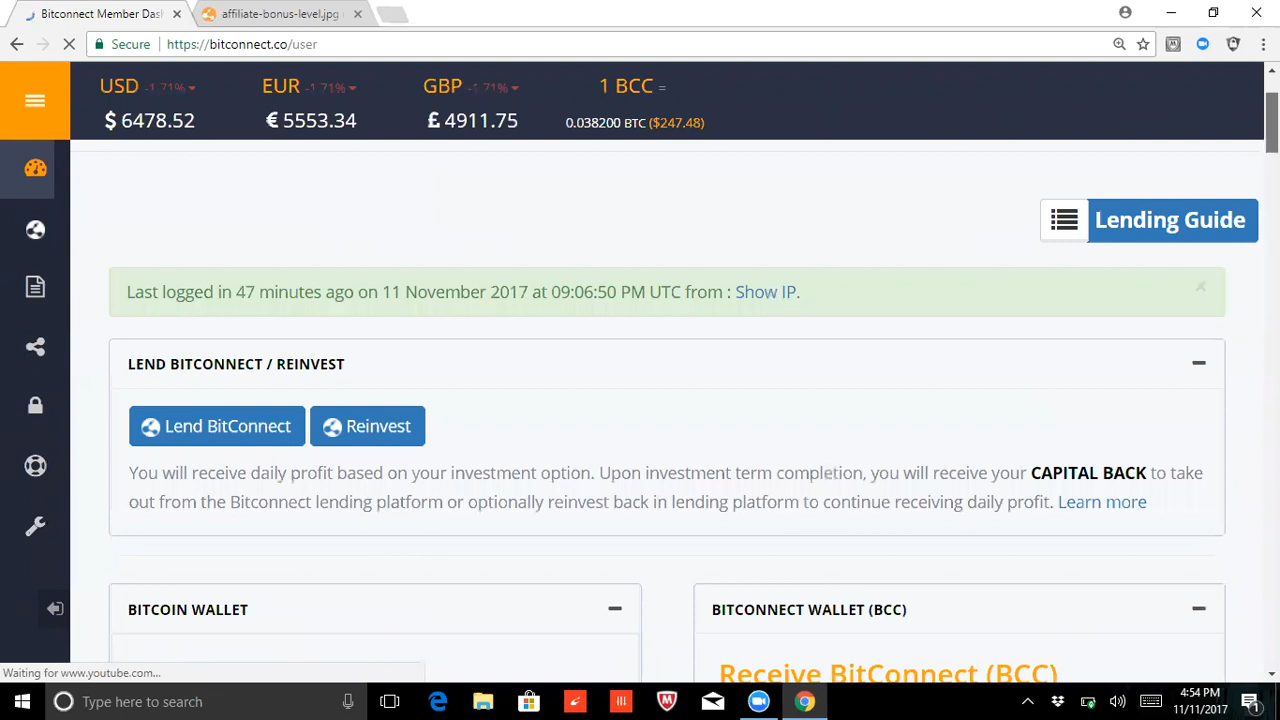 Bitconnect Member Das
affiliate-bonus-level.jpg
Secure https://bitconnect.co/user
USD -1.71% EUR -1.71% GBP -1.71% 1 BCC =
$ 6478.52 € 5553.34 £ 4911.75 0.038200 BTC ($247.48)
Lending Guide
Last logged in 47 minutes ago on 11 November 2017 at 09:06:50 PM UTC from : Show IP.
LEND BITCONNECT / REINVEST
Lend BitConnect Reinvest
You will receive daily profit based on your investment option. Upon investment term completion, you will receive your CAPITAL BACK to take
out from the Bitconnect lending platform or optionally reinvest back in lending platform to continue receiving daily profit. Learn more
BITCOIN WALLET
BITCONNECT WALLET (BCC)
Receive BitConnect (BCC)
Waiting for www.youtube.com...
Type here to search
4:54 PM
11/11/2017